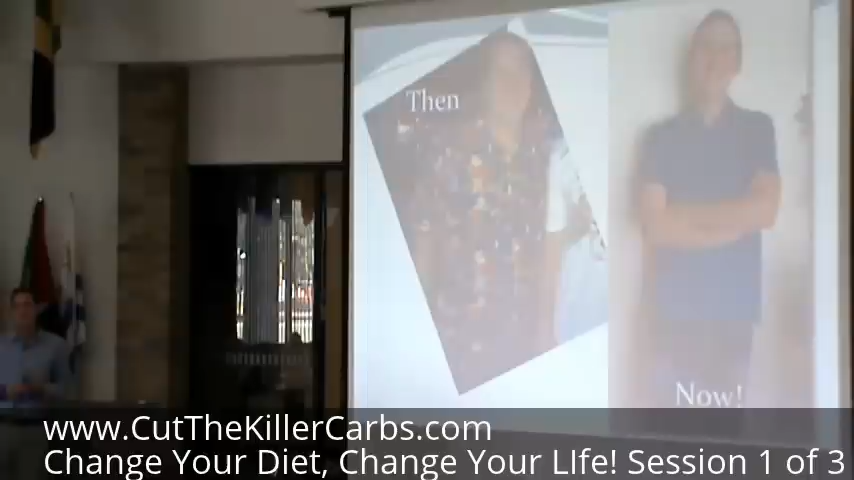 Then
Now!
www.CutTheKillerCarbs.com
Change Your Diet, Change Your LIfe! Session 1 of 3